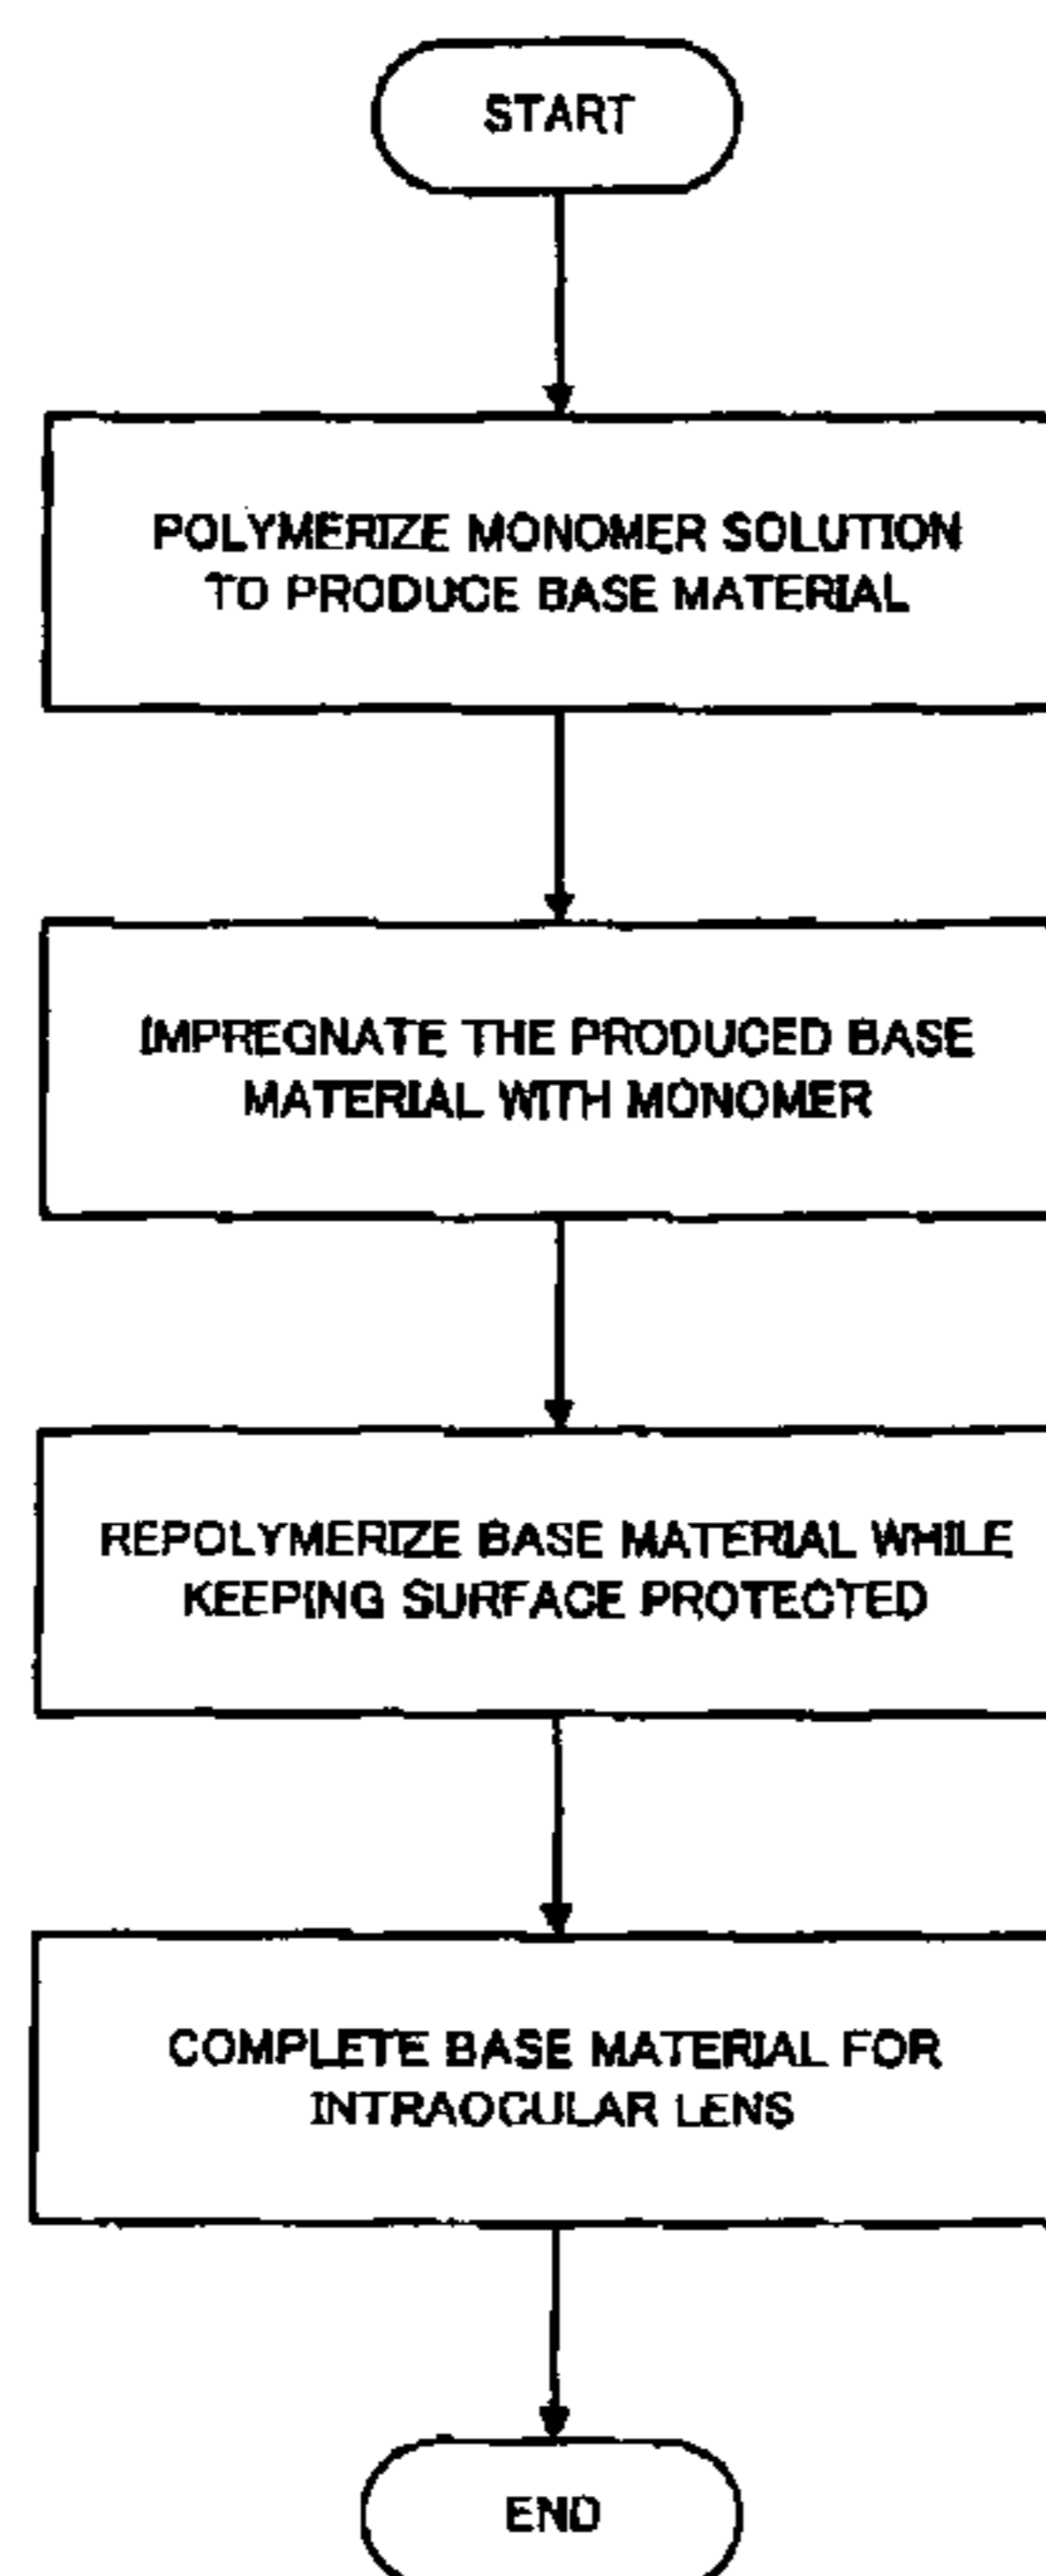 START
POLYMERIZE MONOMER SOLUTION
TO PRODUCE BASE MATERIAL
IMPREGNATE THE PRODUCED BASE
MATERIAL WITH MONOMER
REPOLYMERIZE BASE MATERIAL WHILE
KEEPING SURFACE PROTECTED
COMPLETE BASE MATERIAL FOR
INTRAOCULAR LENS
END